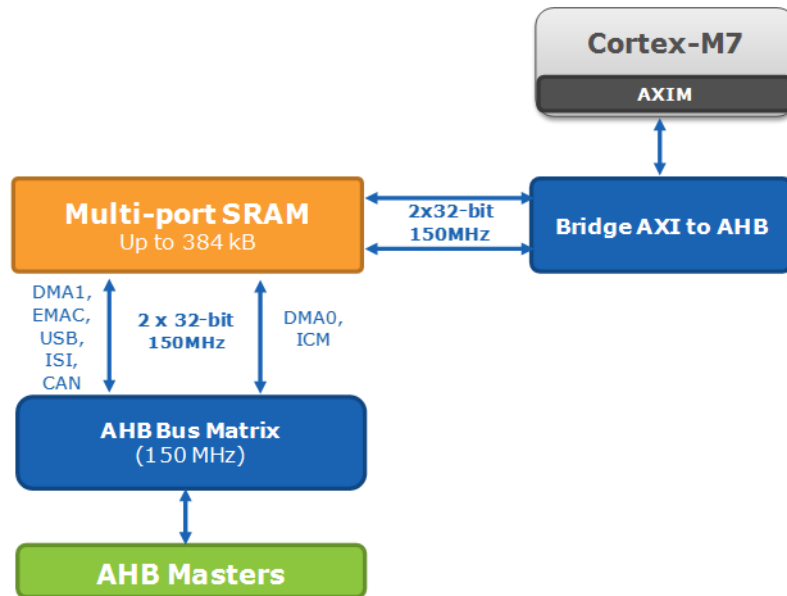 Cortex-M7
AXIM
Multi-port SRAM
Up to 384 kB
2x32-bit
150MHz
Bridge AXI to AHB
DMA1,
EMAC,
USB,
ISI,
CAN
2 x 32-bit
150MHz
DMA0,
ICM
AHB Bus Matrix
(150 MHz)
AHB Masters